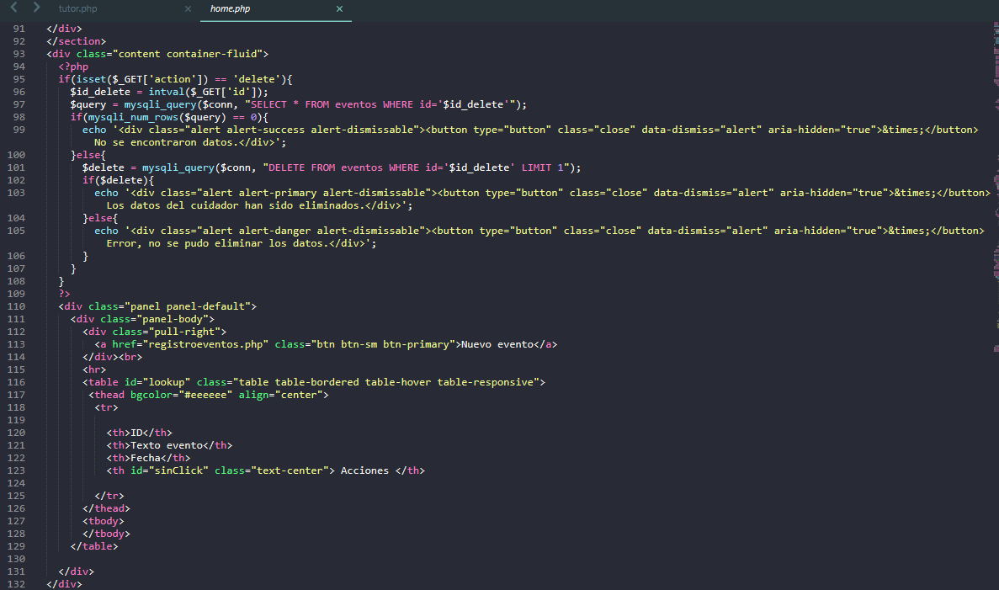 tutor.php × home.php ×
91 </div>
92 </section>
93 <div class="content container-fluid">
94 <?php
95 if(isset($_GET['action']) == 'delete'){
96 $id_delete = intval($_GET['id']);
97 $query = mysqli_query($conn, "SELECT * FROM eventos WHERE id='$id_delete'");
98 if(mysqli_num_rows($query) == 0){
99 echo '<div class="alert alert-success alert-dismissable"><button type="button" class="close" data-dismiss="alert" aria-hidden="true">&times;</button>
No se encontraron datos.</div>';
100 }else{
101 $delete = mysqli_query($conn, "DELETE FROM eventos WHERE id='$id_delete' LIMIT 1");
102 if($delete){
103 echo '<div class="alert alert-primary alert-dismissable"><button type="button" class="close" data-dismiss="alert" aria-hidden="true">&times;</button>
Los datos del cuidador han sido eliminados.</div>';
104 }else{
105 echo '<div class="alert alert-danger alert-dismissable"><button type="button" class="close" data-dismiss="alert" aria-hidden="true">&times;</button>
Error, no se pudo eliminar los datos.</div>';
106 }
107 }
108 }
109 ?>
110 <div class="panel panel-default">
111 <div class="panel-body">
112 <div class="pull-right">
113 <a href="registroeventos.php" class="btn btn-sm btn-primary">Nuevo evento</a>
114 </div><br>
115 <hr>
116 <table id="lookup" class="table table-bordered table-hover table-responsive">
117 <thead bgcolor="#eeeeee" align="center">
118 <tr>
119
120 <th>ID</th>
121 <th>Texto evento</th>
122 <th>Fecha</th>
123 <th id="sinClick" class="text-center"> Acciones </th>
124
125 </tr>
126 </thead>
127 <tbody>
128 </tbody>
129 </table>
130
131 </div>
132 </div>